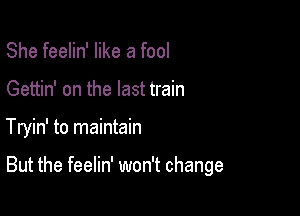 She feelin' like a fool
Gettin' on the last train
Tryin' to maintain
But the feelin' won't change